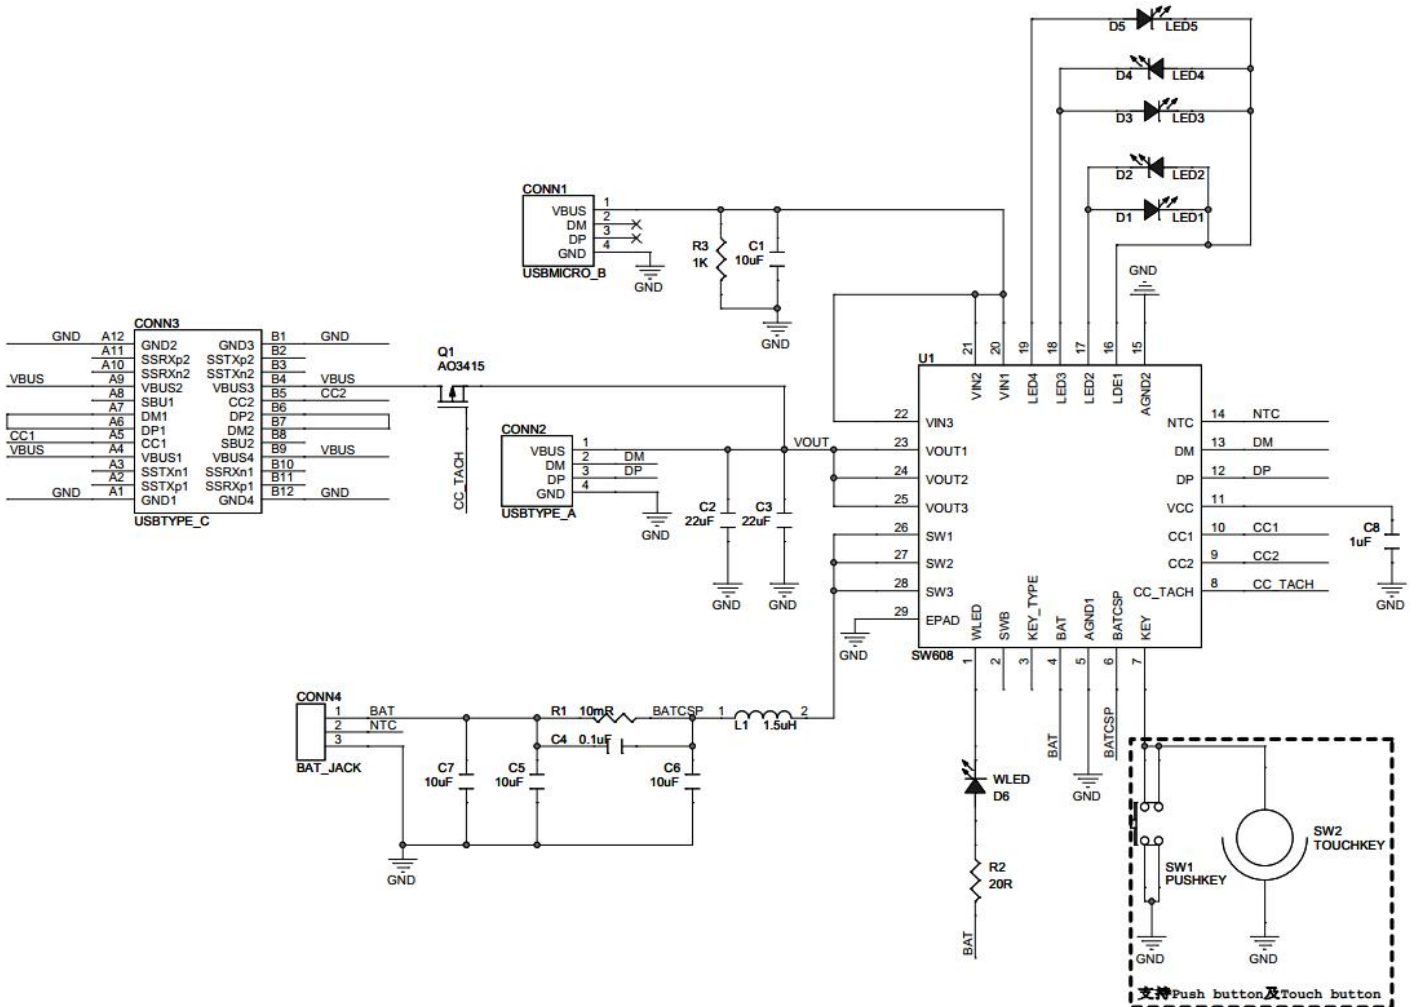 D5 LED5
D4 LED4
D3 LED3
D2 LED2
D1 LED1
CONN1
VBUS 1
DM 2
DP 3
GND 4
USBMICRO_B
GND
R3
1K
C1
10uF
GND
GND
CONN3
GND A12 GND2 GND3 B1 GND
A11 SSRXp2 SSTXp2 B2
A10 SSRXn2 SSTXn2 B3
VBUS A9 VBUS2 VBUS3 B4 VBUS
A8 SBU1 CC2 B5 CC2
A7 DM1 DP2 B6
A6 DP1 DM2 B7
CC1 A5 CC1 SBU2 B8
VBUS A4 VBUS1 VBUS4 B9 VBUS
A3 SSTXn1 SSRXn1 B10
A2 SSTXp1 SSRXp1 B11
GND A1 GND1 GND4 B12 GND
USBTYPE_C
Q1
AO3415
CC_TACH
CONN2
VBUS 1
DM 2 DM
DP 3 DP
GND 4
USBTYPE_A
GND
C2
22uF
GND
C3
22uF
GND
VOUT
U1
21 20 19 18 17 16 15
VIN2 VIN1 LED4 LED3 LED2 LDE1 AGND2
22 VIN3
23 VOUT1
24 VOUT2
25 VOUT3
26 SW1
27 SW2
28 SW3
29 EPAD
GND
NTC 14 NTC
DM 13 DM
DP 12 DP
VCC 11
CC1 10 CC1
CC2 9 CC2
CC_TACH 8 CC_TACH
C8
1uF
GND
WLED SWB KEY_TYPE BAT AGND1 BATCSP KEY
SW608
1 2 3 4 5 6 7
CONN4
1 BAT
2 NTC
3
BAT_JACK
R1 10mR
BATCSP
1 2
L1 1.5uH
C4 0.1uF
C7
10uF
C5
10uF
C6
10uF
GND
BAT
GND
BATCSP
WLED
D6
R2
20R
BAT
SW1
PUSHKEY
GND
SW2
TOUCHKEY
GND
支持Push button及Touch button